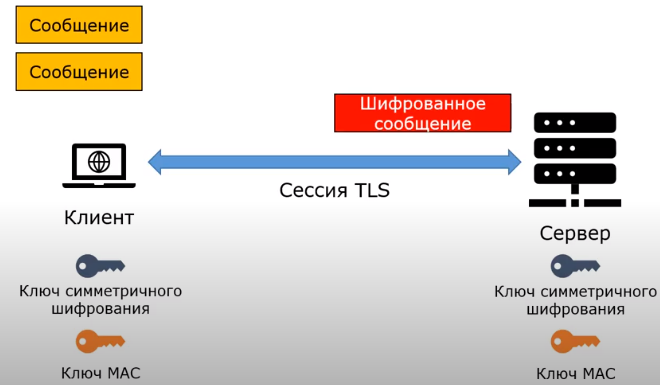 Сообщение
Сообщение
Шифрованное
сообщение
Сессия TLS
Клиент
Сервер
Ключ симметричного
шифрования
Ключ симметричного
шифрования
Ключ MAC
Ключ MAC